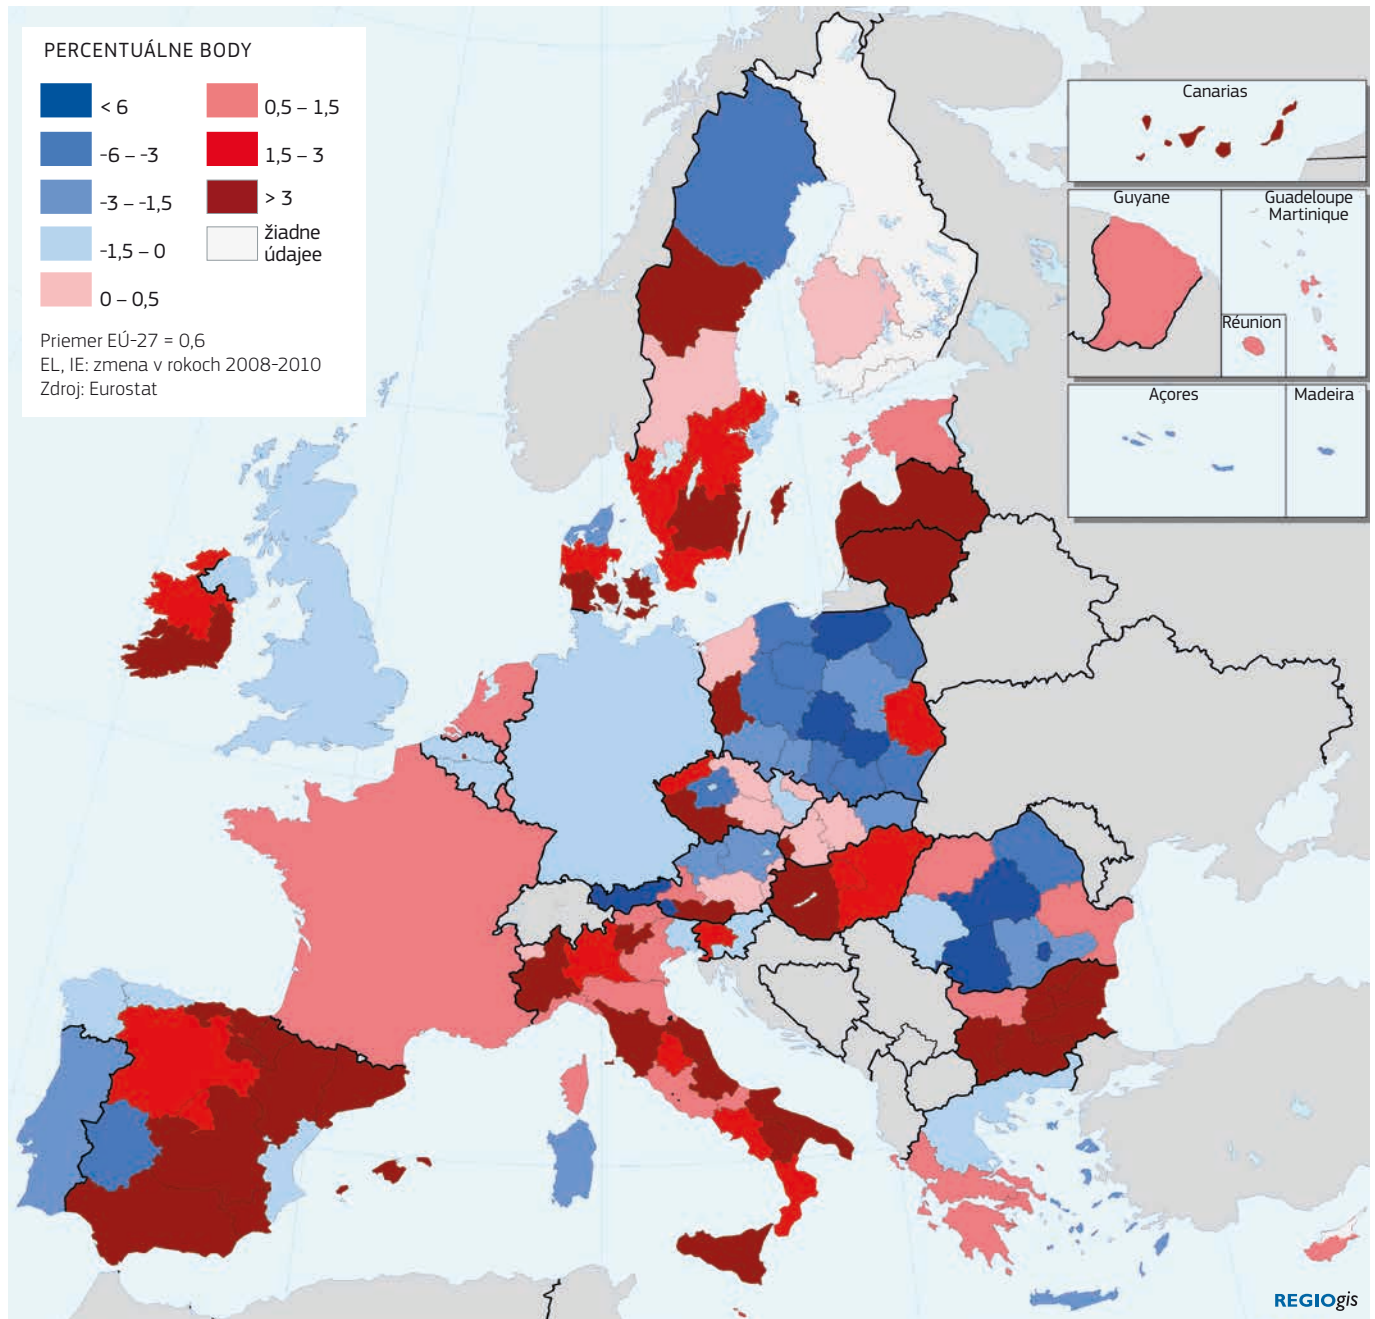 PERCENTUÁLNE BODY
< 6
-6 – -3
-3 – -1,5
-1,5 – 0
0 – 0,5
0,5 – 1,5
1,5 – 3
> 3
žiadne
údajee
Priemer EÚ-27 = 0,6
EL, IE: zmena v rokoch 2008-2010
Zdroj: Eurostat
Canarias
Guyane
Guadeloupe
Martinique
Réunion
Açores
Madeira
REGIOgis